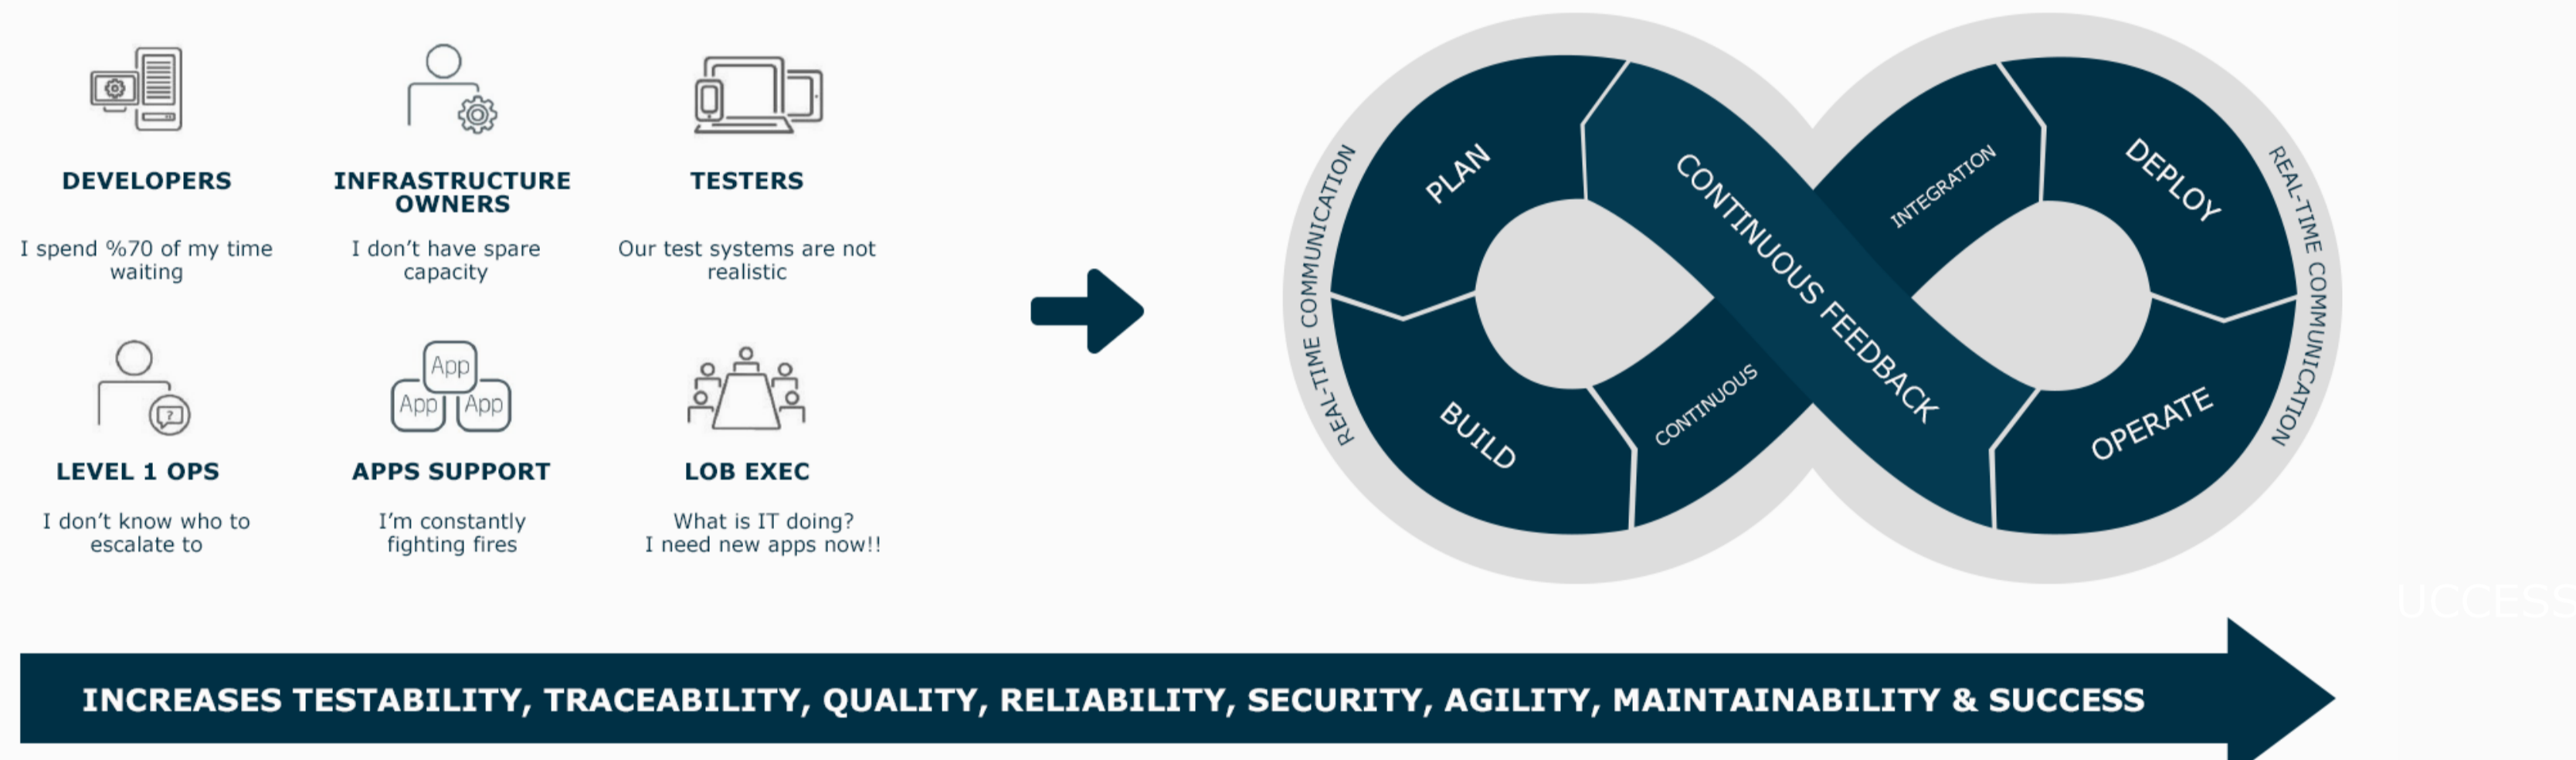 DEVELOPERS
I spend %70 of my time
waiting
INFRASTRUCTURE
OWNERS
I don't have spare
capacity
TESTERS
Our test systems are not
realistic
?
LEVEL 1 OPS
I don't know who to
escalate to
App
App
App
APPS SUPPORT
I'm constantly
fighting fires
LOB EXEC
What is IT doing?
I need new apps now!!
REAL-TIME COMMUNICATION
PLAN
BUILD
CONTINUOUS
INTEGRATION
CONTINUOUS FEEDBACK
DEPLOY
OPERATE
REAL-TIME COMMUNICATION
UCCESS
INCREASES TESTABILITY, TRACEABILITY, QUALITY, RELIABILITY, SECURITY, AGILITY, MAINTAINABILITY & SUCCESS